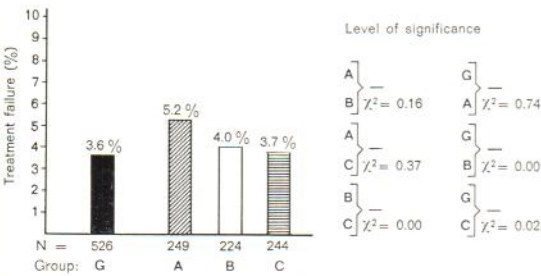 Treatment failure (%)
10
9
8
7
6
5
4
3
2
1
3.6 %
5.2 %
4.0 %
3.7 %
N = 526 249 224 244
Group: G A B C
Level of significance
A
B χ² = 0.16
G
A χ² = 0.74
A
C χ² = 0.37
G
B χ² = 0.00
B
C χ² = 0.00
G
C χ² = 0.02